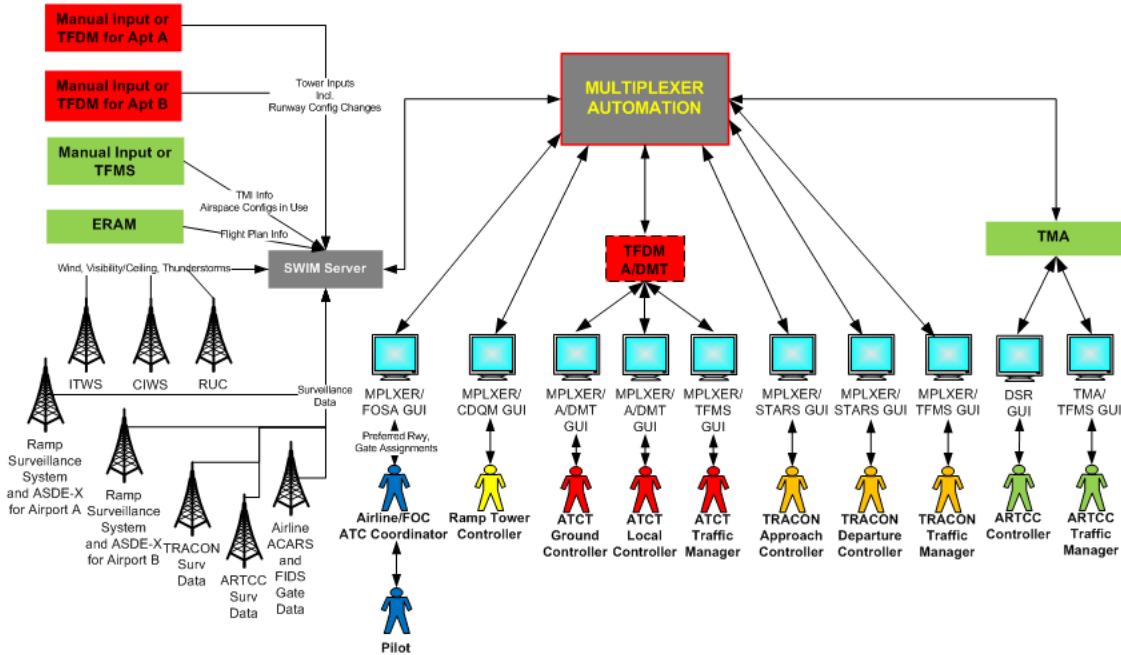 Manual Input or
TFDM for Apt A
Manual Input or
TFDM for Apt B
Tower Inputs
Incl.
Runway Config Changes
MULTIPLEXER
AUTOMATION
Manual Input or
TFMS
TMI Info
Airspace Configs in Use
ERAM
Flight Plan Info
SWIM Server
TFDM
A/DMT
TMA
Wind, Visibility/Ceiling, Thunderstorms
ITWS
CIWS
RUC
Surveillance
Data
MPLXER/
FOSA GUI
MPLXER/
CDQM GUI
MPLXER/
A/DMT
GUI
MPLXER/
A/DMT
GUI
MPLXER/
TFMS
GUI
MPLXER/
STARS GUI
MPLXER/
STARS GUI
MPLXER/
TFMS GUI
DSR
GUI
TMA/
TFMS GUI
Preferred Rwy,
Gate Assignments
Ramp
Surveillance
System
and ASDE-X
for Airport A
Ramp
Surveillance
System
and ASDE-X
for Airport B
TRACON
Surv
Data
ARTCC
Surv
Data
Airline
ACARS
and
FIDS
Gate
Data
Airline/FOC
ATC Coordinator
Ramp Tower
Controller
ATCT
Ground
Controller
ATCT
Local
Controller
ATCT
Traffic
Manager
TRACON
Approach
Controller
TRACON
Departure
Controller
TRACON
Traffic
Manager
ARTCC
Controller
ARTCC
Traffic
Manager
Pilot